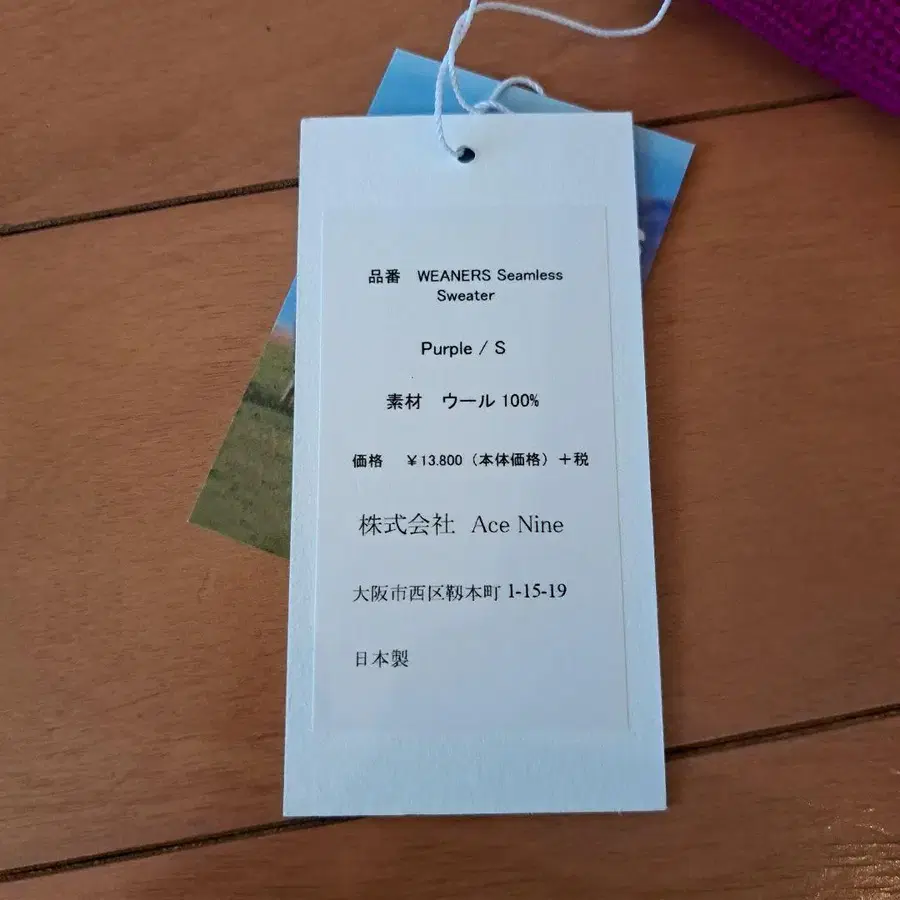 品番 WEANERS Seamless
Sweater
Purple / S
素材 ウール 100%
価格 ￥13.800（本体価格）＋税
株式会社 Ace Nine
大阪市西区靱本町 1-15-19
日本製